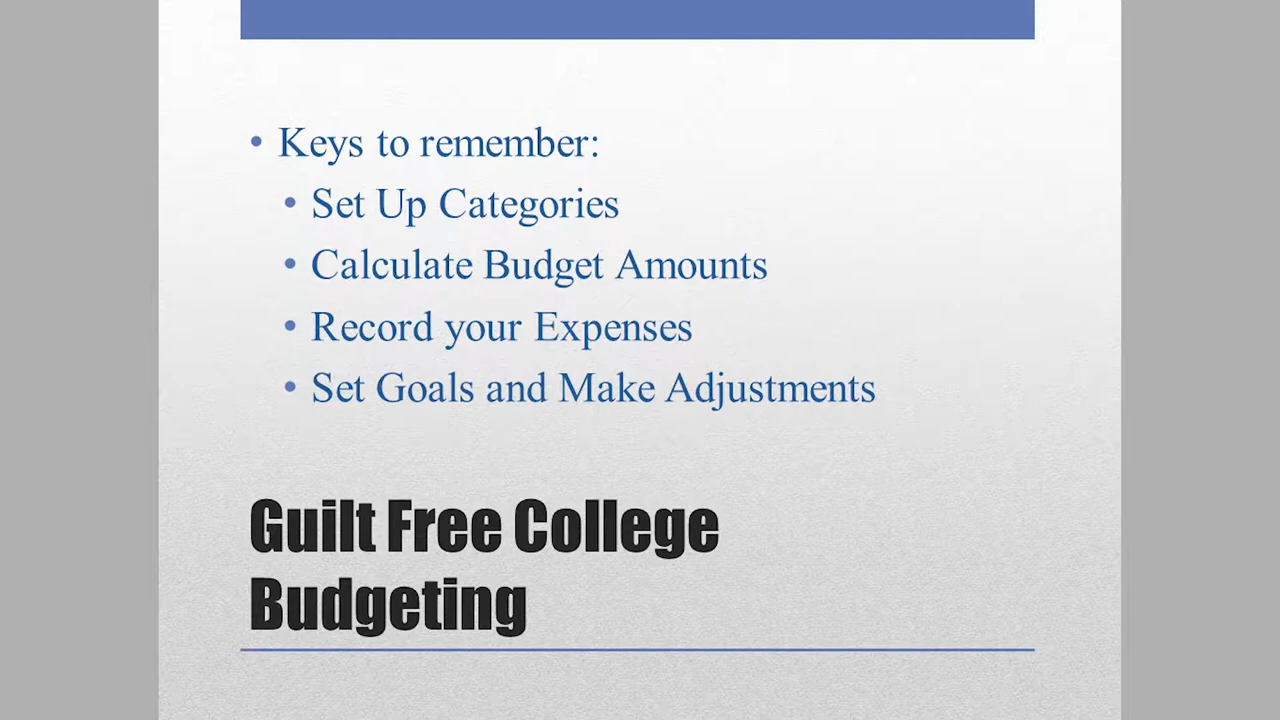 • Keys to remember:
• Set Up Categories
• Calculate Budget Amounts
• Record your Expenses
• Set Goals and Make Adjustments
Guilt Free College
Budgeting